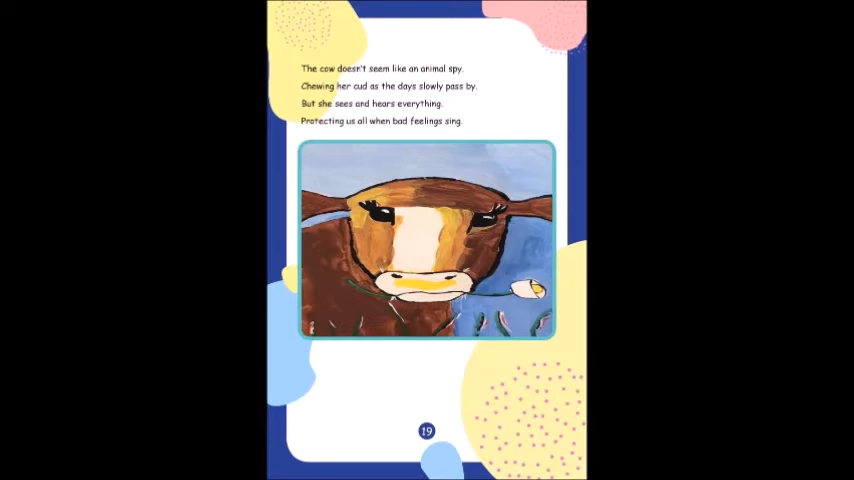 The cow doesn't seem like an animal spy.
Chewing her cud as the days slowly pass by.
But she sees and hears everything.
Protecting us all when bad feelings sing.
19